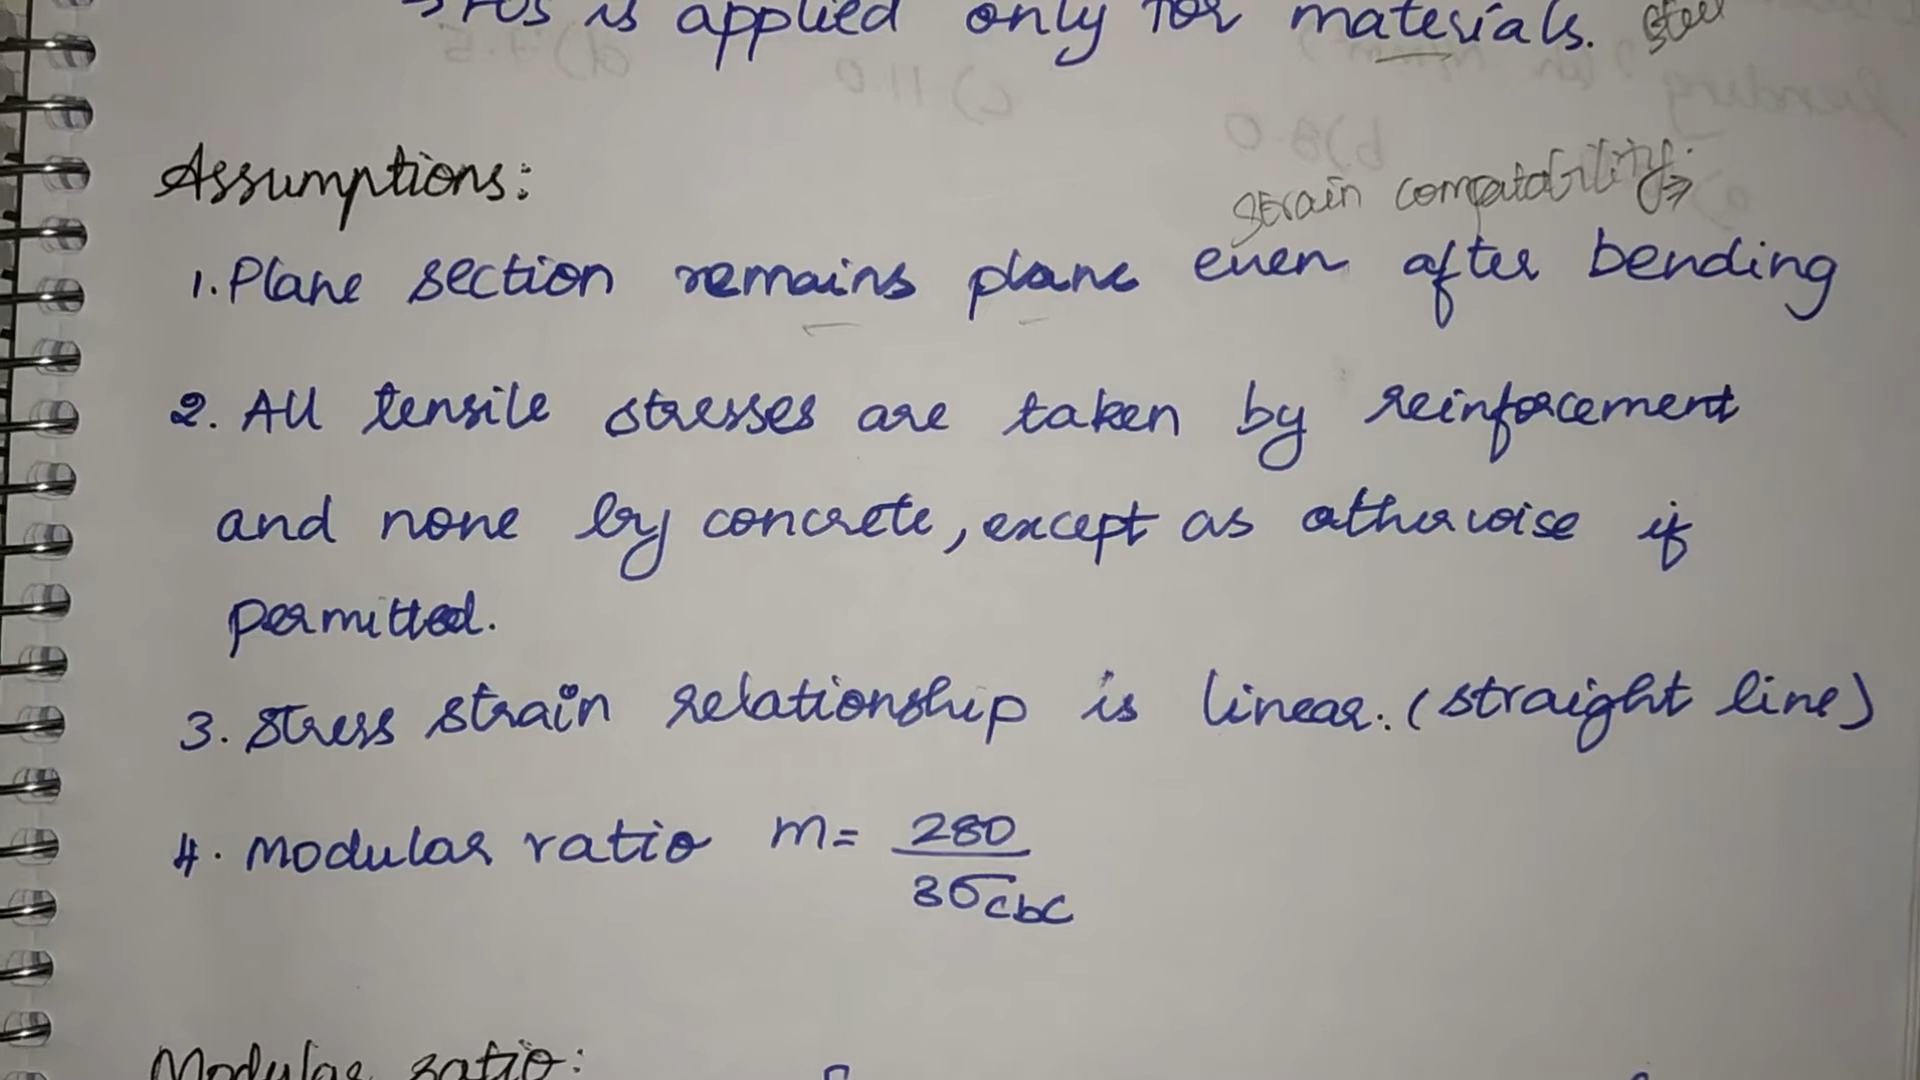 → FOS is applied only for materials. steel
Assumptions:
strain compatability:⇒
1. Plane section remains plane even after bending
2. All tensile stresses are taken by reinforcement
and none by concrete, except as otherwise if
permitted.
3. Stress strain relationship is linear. (straight line)
4. Modular ratio m = 280
3σcbc
Modular ratio: